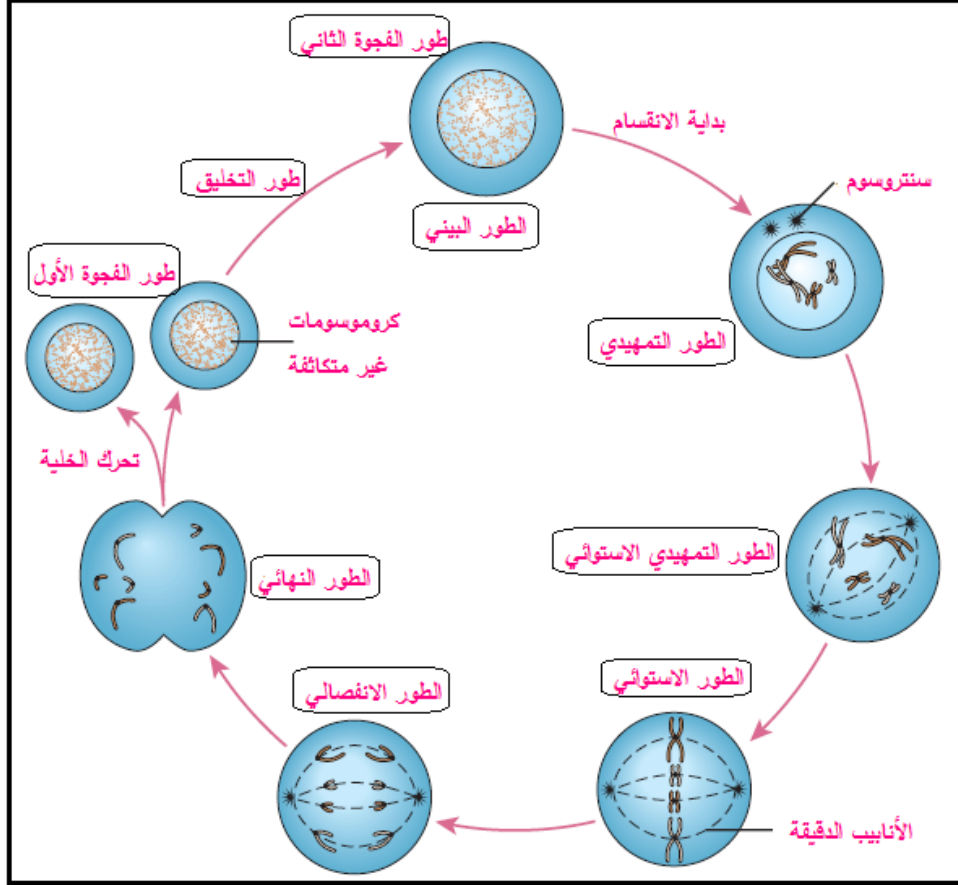 طور الفجوة الثاني
بداية الانقسام
سنتروسوم
طور التخليق
الطور البيني
طور الفجوة الأول
كروموسومات
غير متكاثفة
الطور التمهيدي
تحرك الخلية
الطور التمهيدي الاستوائي
الطور النهائي
الطور الاستوائي
الطور الانفصالي
الأنابيب الدقيقة